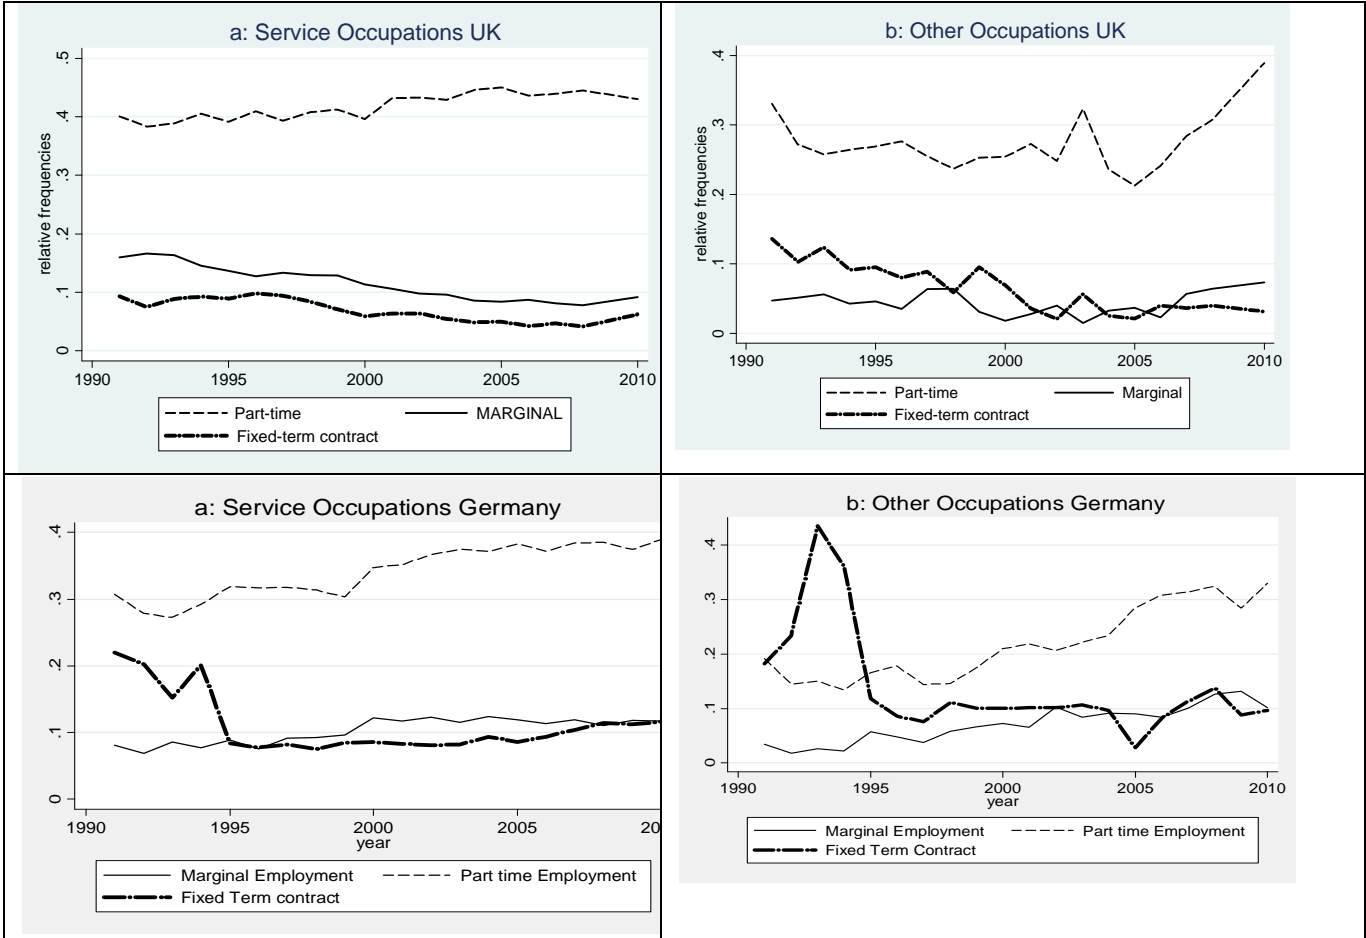 a: Service Occupations UK
relative frequencies
.5
.4
.3
.2
.1
0
1990 1995 2000 2005 2010
Part-time MARGINAL
Fixed-term contract
b: Other Occupations UK
relative frequencies
.4
.3
.2
.1
0
1990 1995 2000 2005 2010
Part-time Marginal
Fixed-term contract
a: Service Occupations Germany
.4
.3
.2
.1
0
1990 1995 2000 2005 20
year
Marginal Employment Part time Employment
Fixed Term contract
b: Other Occupations Germany
.4
.3
.2
.1
0
1990 1995 2000 2005 2010
year
Marginal Employment Part time Employment
Fixed Term Contract